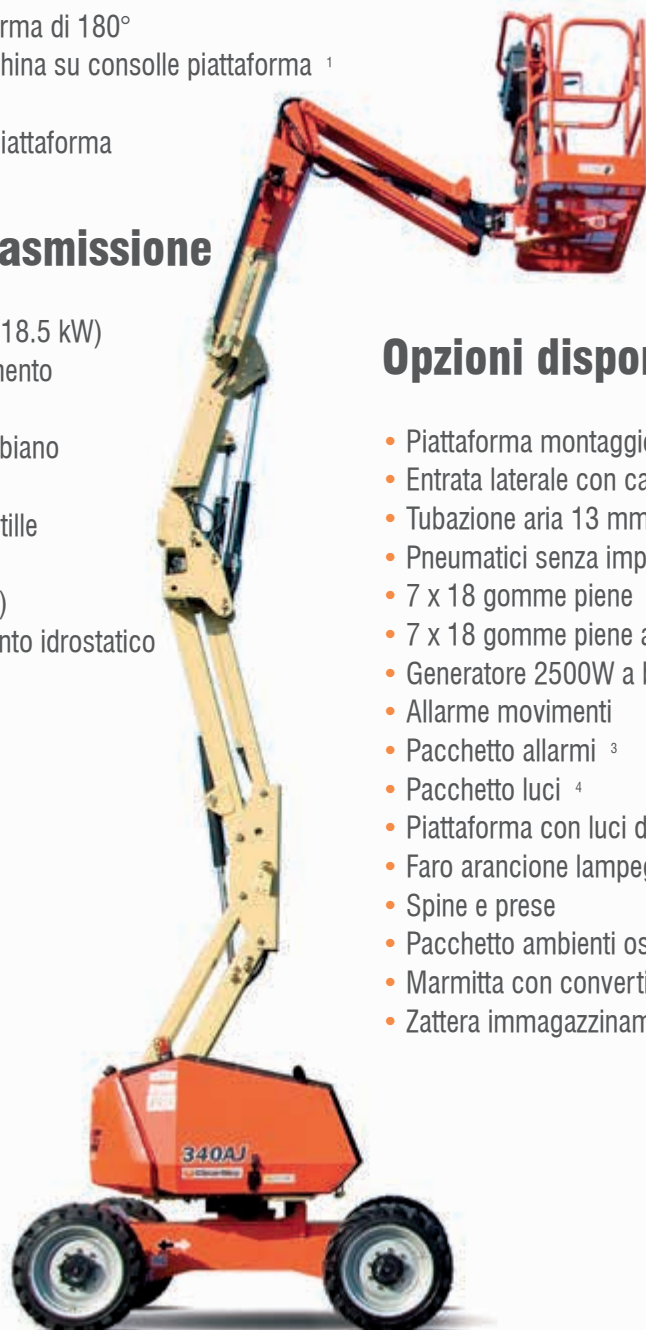 rma di 180°
hina su consolle piattaforma 1
iattaforma
asmissione
18.5 kW)
mento
biano
tille
)
nto idrostatico
Opzioni dispon
• Piattaforma montaggio
• Entrata laterale con ca
• Tubazione aria 13 mm
• Pneumatici senza imp
• 7 x 18 gomme piene
• 7 x 18 gomme piene a
• Generatore 2500W a b
• Allarme movimenti
• Pacchetto allarmi 3
• Pacchetto luci 4
• Piattaforma con luci d
• Faro arancione lampeg
• Spine e prese
• Pacchetto ambienti os
• Marmitta con converti
• Zattera immagazzinam
340AJ